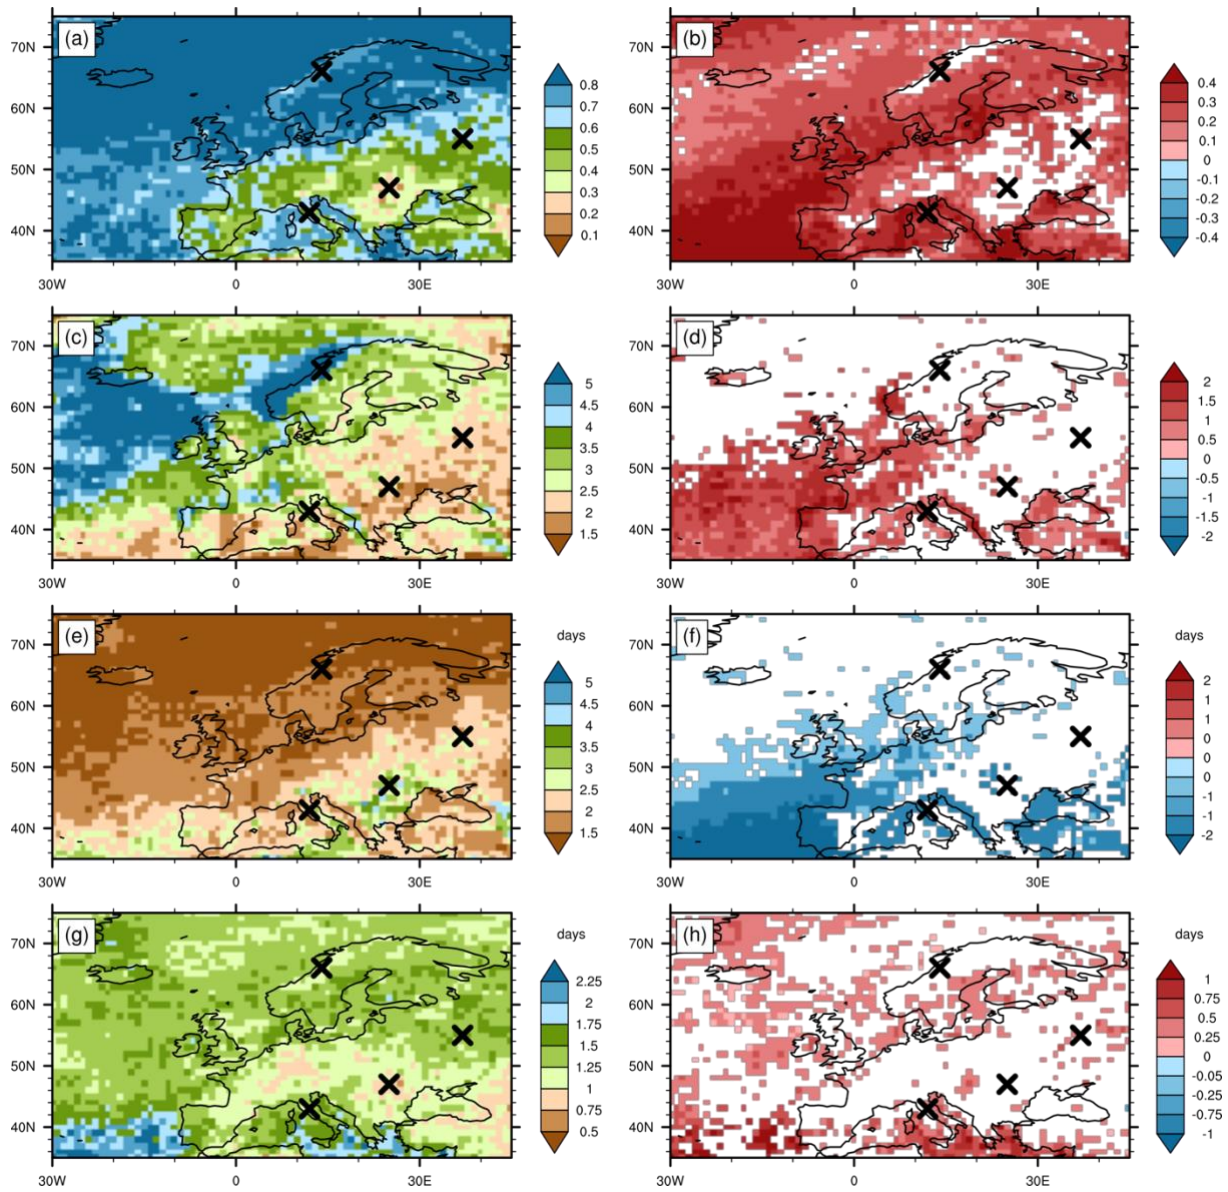 (a)
70N
60N
50N
40N
30W
0
30E
0.8
0.7
0.6
0.5
0.4
0.3
0.2
0.1
(b)
70N
60N
50N
40N
30W
0
30E
0.4
0.3
0.2
0.1
0
-0.1
-0.2
-0.3
-0.4
(c)
70N
60N
50N
40N
30W
0
30E
5
4.5
4
3.5
3
2.5
2
1.5
(d)
70N
60N
50N
40N
30W
0
30E
2
1.5
1
0.5
0
-0.5
-1
-1.5
-2
(e)
70N
60N
50N
40N
30W
0
30E
days
5
4.5
4
3.5
3
2.5
2
1.5
(f)
70N
60N
50N
40N
30W
0
30E
days
2
1
1
0
0
0
-1
-1
-2
(g)
70N
60N
50N
40N
30W
0
30E
days
2.25
2
1.75
1.5
1.25
1
0.75
0.5
(h)
70N
60N
50N
40N
30W
0
30E
days
1
0.75
0.5
0.25
0
-0.05
-0.25
-0.75
-1